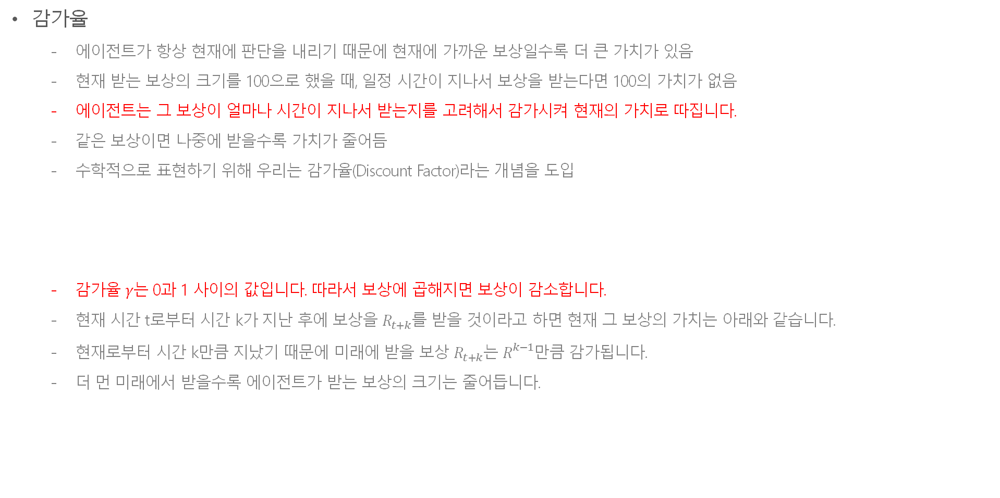 • 감가율
- 에이전트가 항상 현재에 판단을 내리기 때문에 현재에 가까운 보상일수록 더 큰 가치가 있음
- 현재 받는 보상의 크기를 100으로 했을 때, 일정 시간이 지나서 보상을 받는다면 100의 가치가 없음
- 에이전트는 그 보상이 얼마나 시간이 지나서 받는지를 고려해서 감가시켜 현재의 가치로 따집니다.
- 같은 보상이면 나중에 받을수록 가치가 줄어듬
- 수학적으로 표현하기 위해 우리는 감가율(Discount Factor)라는 개념을 도입
- 감가율 γ는 0과 1 사이의 값입니다. 따라서 보상에 곱해지면 보상이 감소합니다.
- 현재 시간 t로부터 시간 k가 지난 후에 보상을 $R_{t+k}$를 받을 것이라고 하면 현재 그 보상의 가치는 아래와 같습니다.
- 현재로부터 시간 k만큼 지났기 때문에 미래에 받을 보상 $R_{t+k}$는 $R^{k-1}$만큼 감가됩니다.
- 더 먼 미래에서 받을수록 에이전트가 받는 보상의 크기는 줄어듭니다.